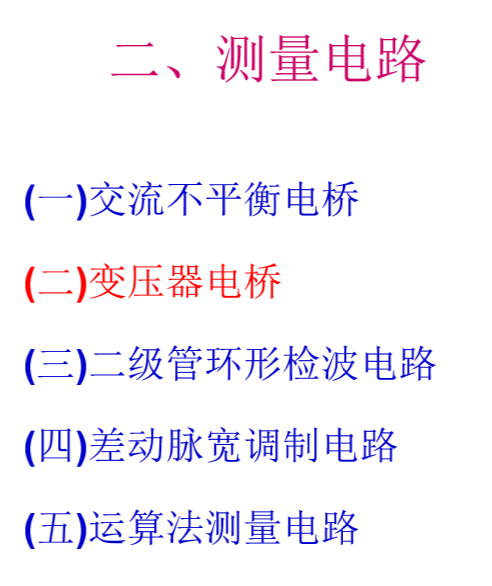 二、测量电路
(一)交流不平衡电桥
(二)变压器电桥
(三)二级管环形检波电路
(四)差动脉宽调制电路
(五)运算法测量电路